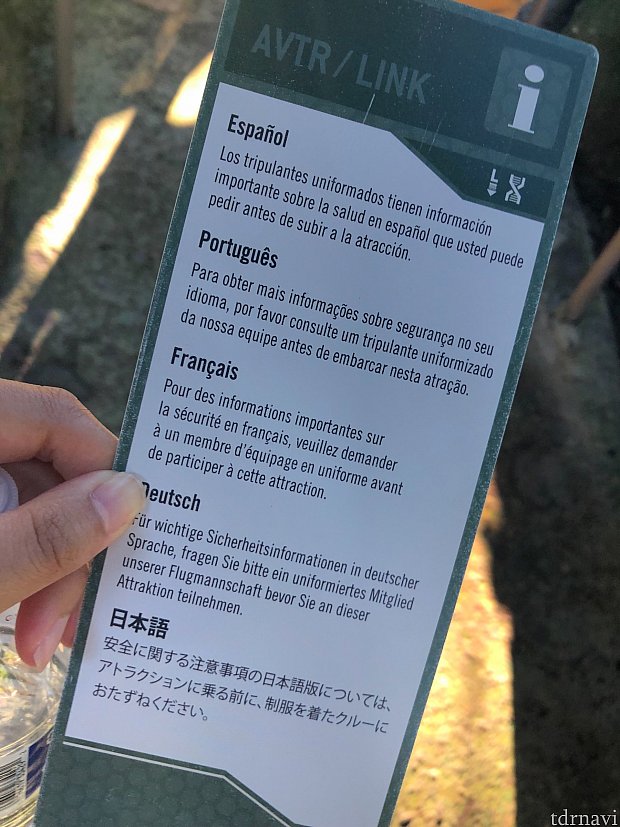 AVTR/LINK
i
L
Español
Los tripulantes uniformados tienen información
importante sobre la salud en español que usted puede
pedir antes de subir a la atracción.
Português
Para obter mais informações sobre segurança no seu
idioma, por favor consulte um tripulante uniformizado
da nossa equipe antes de embarcar nesta atração.
Français
Pour des informations importantes sur
la sécurité en français, veuillez demander
à un membre d'équipage en uniforme avant
de participer à cette attraction.
Deutsch
Für wichtige Sicherheitsinformationen in deutscher
Sprache, fragen Sie bitte ein uniformiertes Mitglied
unserer Flugmannschaft bevor Sie an dieser
Attraktion teilnehmen.
日本語
安全に関する注意事項の日本語版については、
アトラクションに乗る前に、制服を着たクルーに
おたずねください。
tdrnavi